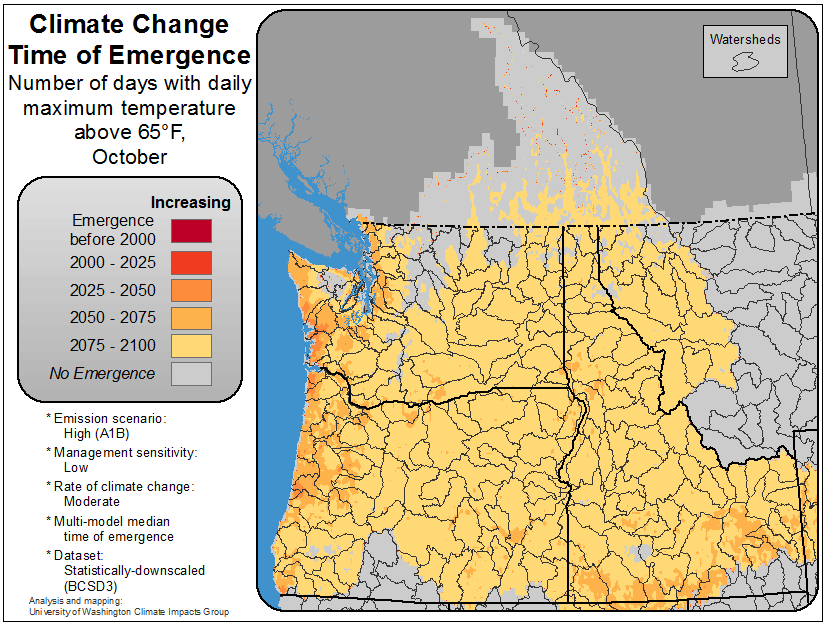 Climate Change
Time of Emergence
Number of days with daily
maximum temperature
above 65°F,
October
Increasing
Emergence
before 2000
2000 - 2025
2025 - 2050
2050 - 2075
2075 - 2100
No Emergence
* Emission scenario:
High (A1B)
* Management sensitivity:
Low
* Rate of climate change:
Moderate
* Multi-model median
time of emergence
* Dataset:
Statistically-downscaled
(BCSD3)
Analysis and mapping:
University of Washington Climate Impacts Group
Watersheds